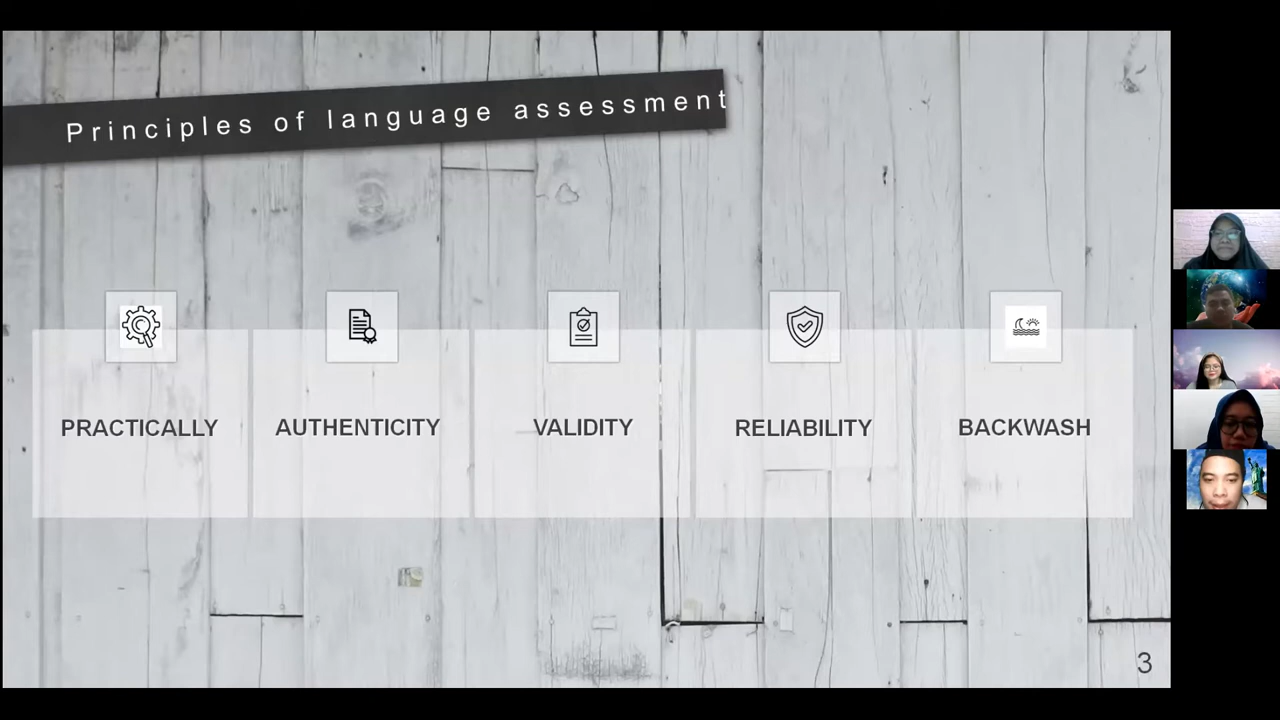 Principles of language assessment
PRACTICALLY
AUTHENTICITY
VALIDITY
RELIABILITY
BACKWASH
3